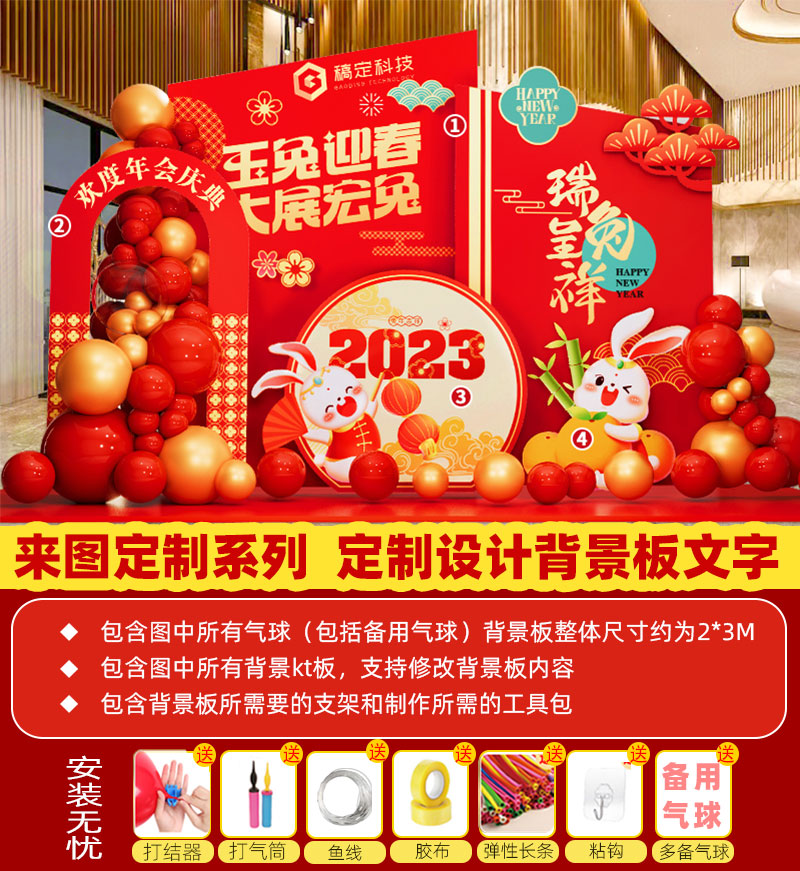 稿定科技
GAODING TECHNOLOGY
①
HAPPY
NEW
YEAR
玉兔迎春
大展宏兔
欢度年会庆典
②
瑞兔呈祥
HAPPY
NEW
YEAR
2023
③
④
来图定制系列 定制设计背景板文字
◆ 包含图中所有气球（包括备用气球）背景板整体尺寸约为2*3M
◆ 包含图中所有背景kt板，支持修改背景板内容
◆ 包含背景板所需要的支架和制作所需的工具包
安装无忧
送 送 送 送 送 送 送
备用
气球
打结器 打气筒 鱼线 胶布 弹性长条 粘钩 多备气球